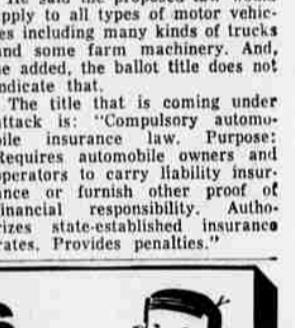 He said the proposed law would
apply to all types of motor vehic-
es including many kinds of trucks
and some farm machinery. And,
he added, the ballot title does not
indicate that.
The title that is coming under
attack is: "Compulsory automo-
bile insurance law. Purpose:
Requires automobile owners and
operators to carry liability insur-
ance or furnish other proof of
financial responsibility. Autho-
rizes state-established insurance
rates. Provides penalties."